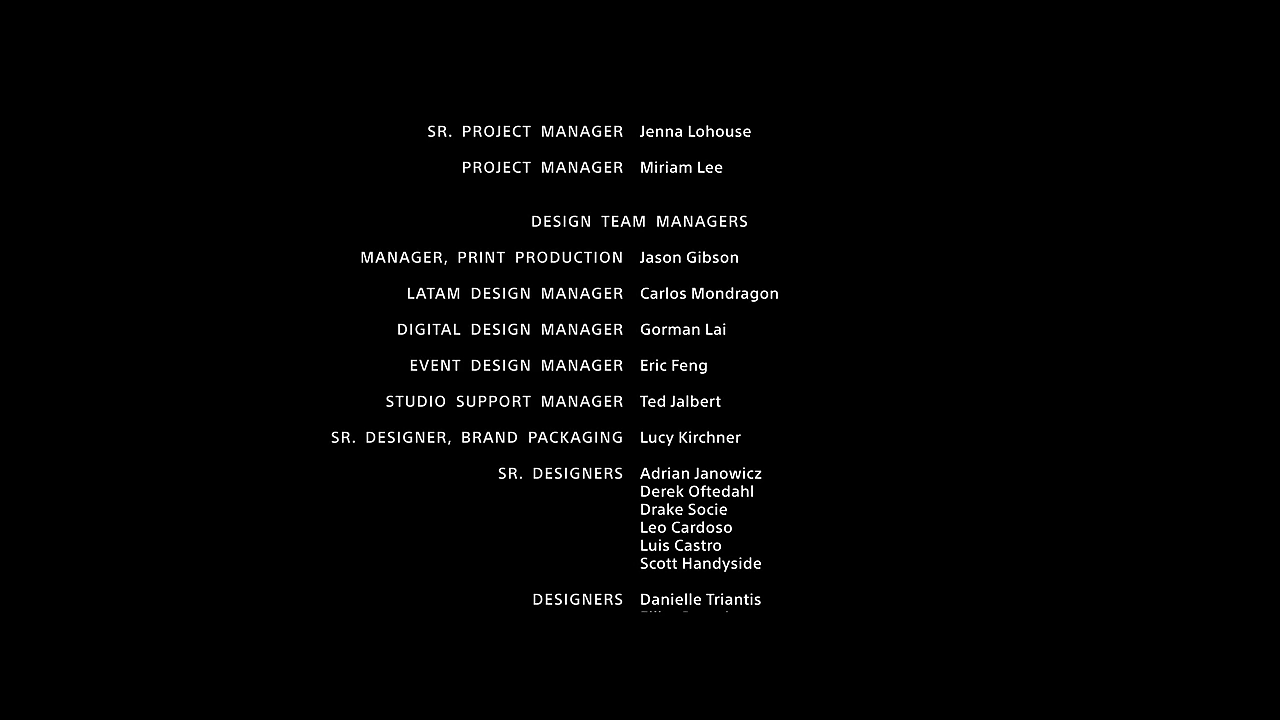 SR. PROJECT MANAGER Jenna Lohouse
PROJECT MANAGER Miriam Lee
DESIGN TEAM MANAGERS
MANAGER, PRINT PRODUCTION Jason Gibson
LATAM DESIGN MANAGER Carlos Mondragon
DIGITAL DESIGN MANAGER Gorman Lai
EVENT DESIGN MANAGER Eric Feng
STUDIO SUPPORT MANAGER Ted Jalbert
SR. DESIGNER, BRAND PACKAGING Lucy Kirchner
SR. DESIGNERS Adrian Janowicz
Derek Oftedahl
Drake Socie
Leo Cardoso
Luis Castro
Scott Handyside
DESIGNERS Danielle Triantis